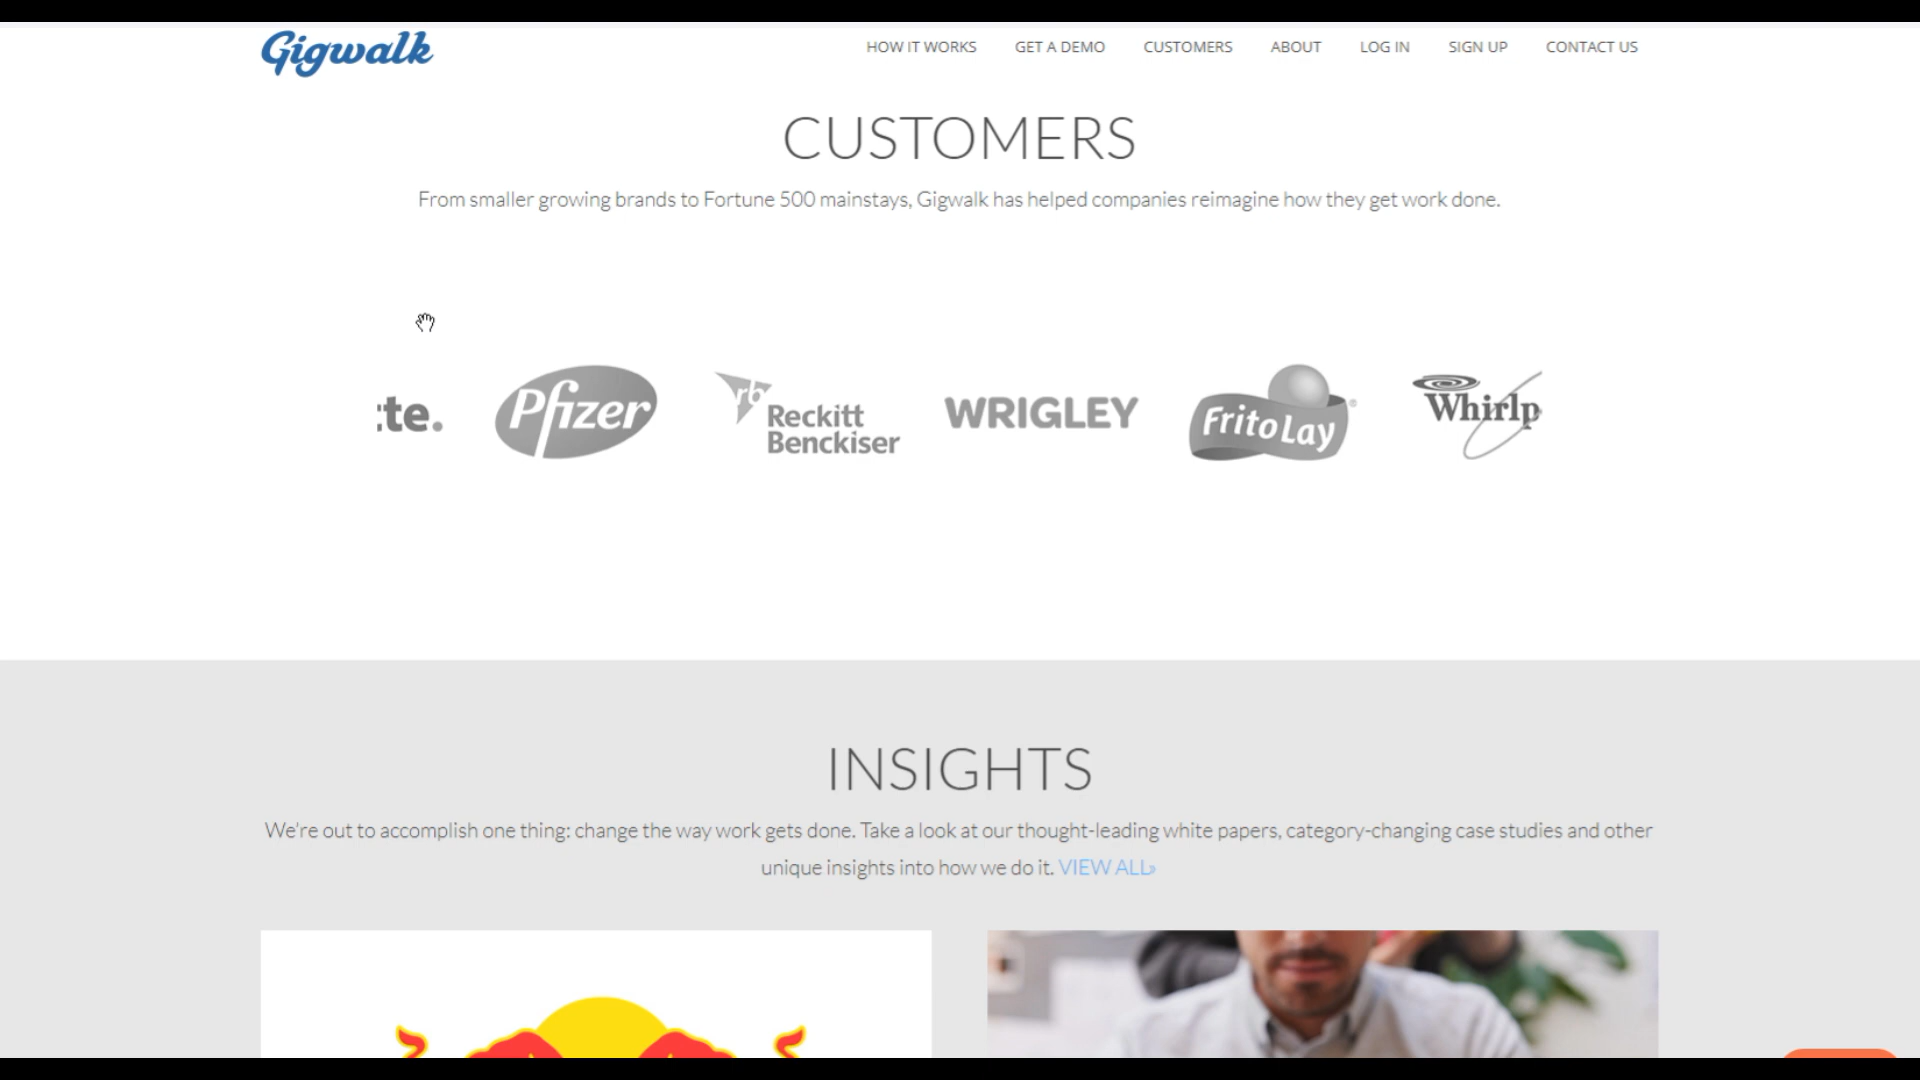 Gigwalk
HOW IT WORKS GET A DEMO CUSTOMERS ABOUT LOG IN SIGN UP CONTACT US
CUSTOMERS
From smaller growing brands to Fortune 500 mainstays, Gigwalk has helped companies reimagine how they get work done.
te. Pfizer rb Reckitt Benckiser WRIGLEY Frito Lay ® Whirlp
INSIGHTS
We're out to accomplish one thing: change the way work gets done. Take a look at our thought-leading white papers, category-changing case studies and other
unique insights into how we do it. VIEW ALL»